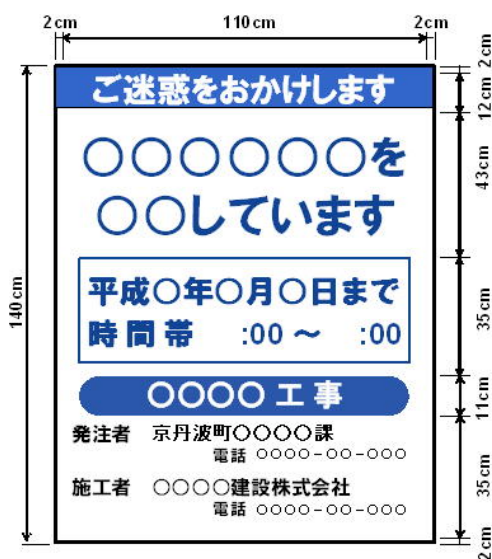 2cm 110cm 2cm
2cm
12cm
43cm
35cm
11cm
35cm
2cm
140cm
ご迷惑をおかけします
○○○○○○を
○○しています
平成○年○月○日まで
時間帯 :00～ :00
○○○○工事
発注者 京丹波町○○○○課
電話 ○○○○-○○-○○○
施工者 ○○○○建設株式会社
電話 ○○○○-○○-○○○